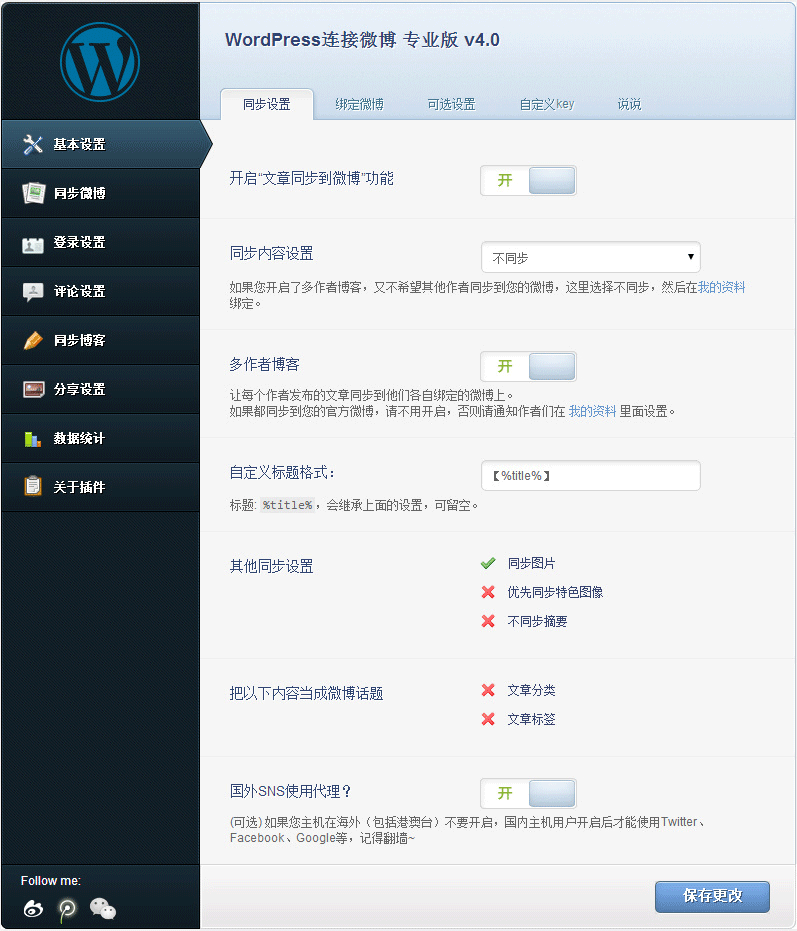 WordPress连接微博 专业版 v4.0
同步设置 绑定微博 可选设置 自定义key 说说
基本设置
同步微博
登录设置
评论设置
同步博客
分享设置
数据统计
关于插件
开启“文章同步到微博”功能 开
同步内容设置 不同步
如果您开启了多作者博客，又不希望其他作者同步到您的微博，这里选择不同步，然后在我的资料
绑定。
多作者博客 开
让每个作者发布的文章同步到他们各自绑定的微博上。
如果都同步到您的官方微博，请不用开启，否则请通知作者们在 我的资料 里面设置。
自定义标题格式： 【%title%】
标题: %title%，会继承上面的设置，可留空。
其他同步设置 同步图片
优先同步特色图像
不同步摘要
把以下内容当成微博话题 文章分类
文章标签
国外SNS使用代理？ 开
(可选) 如果您主机在海外（包括港澳台）不要开启，国内主机用户开启后才能使用Twitter、
Facebook、Google等，记得翻墙~
Follow me:
保存更改